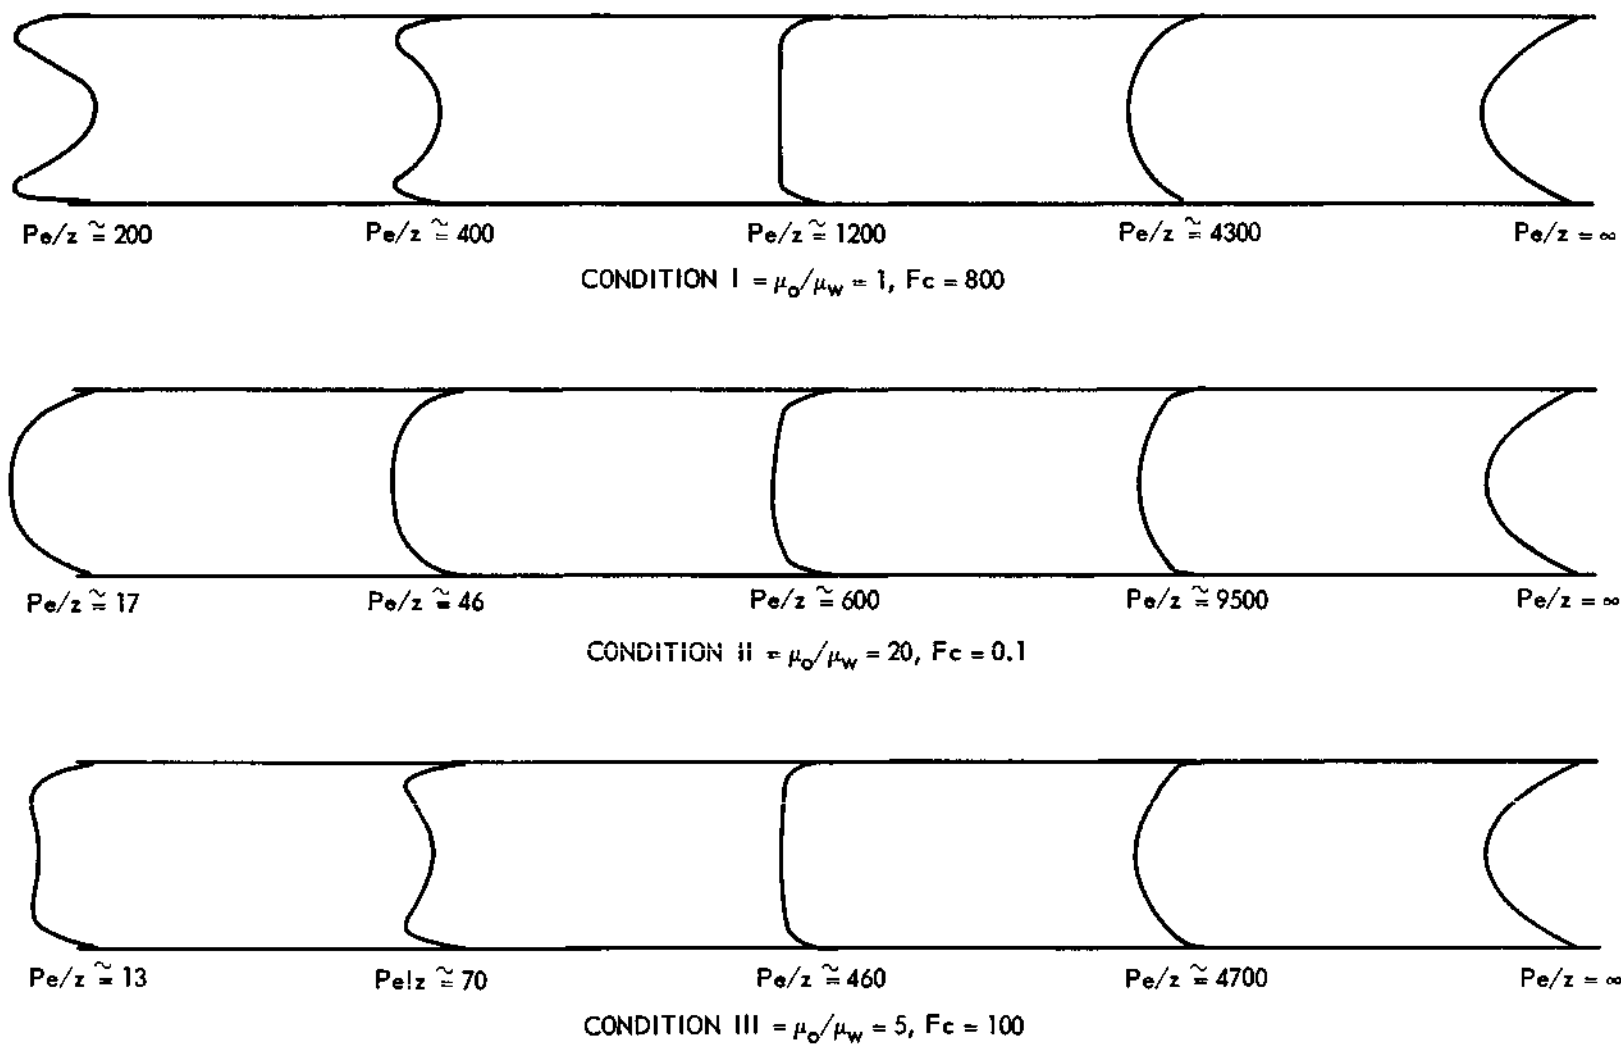 Pe/z ≅ 200 Pe/z ≅ 400 Pe/z ≅ 1200 Pe/z ≅ 4300 Pe/z = ∞
CONDITION I = μo/μw = 1, Fc = 800
Pe/z ≅ 17 Pe/z ≅ 46 Pe/z ≅ 600 Pe/z ≅ 9500 Pe/z = ∞
CONDITION II = μo/μw = 20, Fc = 0.1
Pe/z ≅ 13 Pe!z ≅ 70 Pe/z ≅ 460 Pe/z ≅ 4700 Pe/z = ∞
CONDITION III = μo/μw = 5, Fc = 100